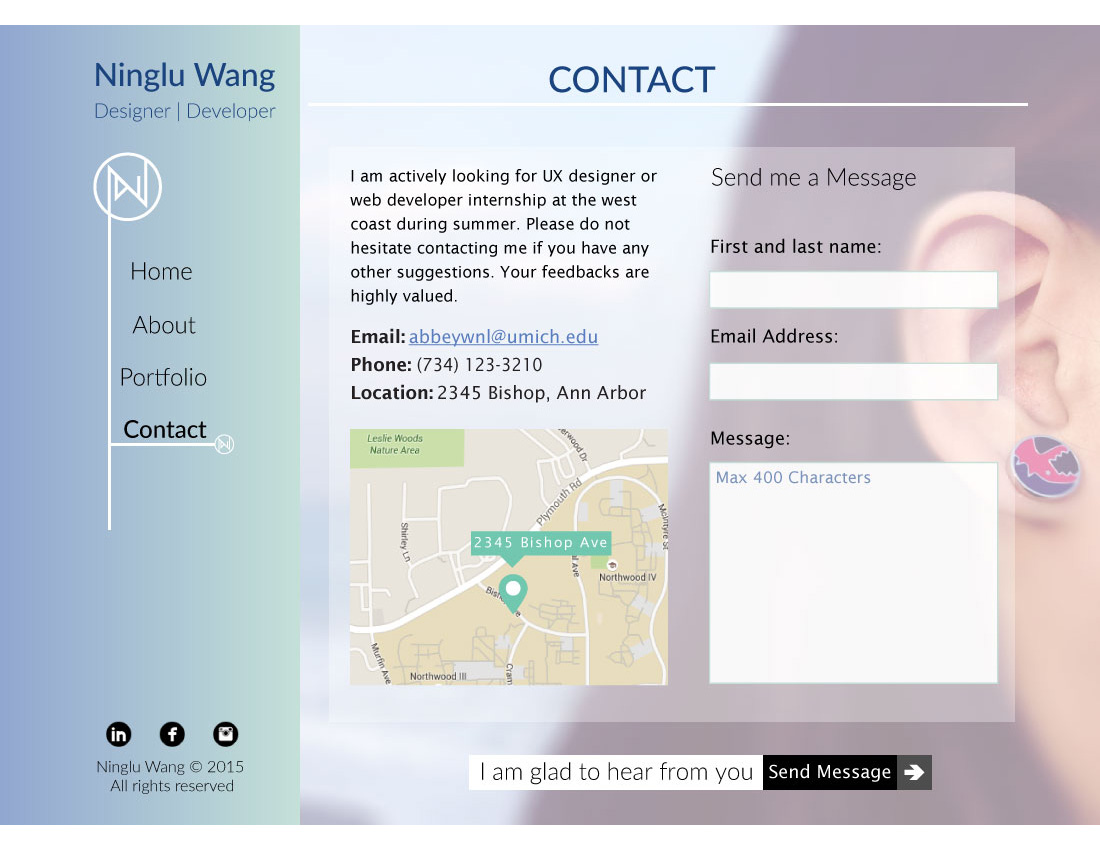 Ninglu Wang
Designer | Developer
Home
About
Portfolio
Contact
Ninglu Wang © 2015
All rights reserved
CONTACT
I am actively looking for UX designer or
web developer internship at the west
coast during summer. Please do not
hesitate contacting me if you have any
other suggestions. Your feedbacks are
highly valued.
Email: abbeywnl@umich.edu
Phone: (734) 123-3210
Location: 2345 Bishop, Ann Arbor
Leslie Woods
Nature Area
Plymouth Rd
McIntyre St
Shirley Ln
2345 Bishop Ave
Northwood IV
Murfin Ave
Northwood III
Send me a Message
First and last name:
Email Address:
Message:
Max 400 Characters
I am glad to hear from you Send Message